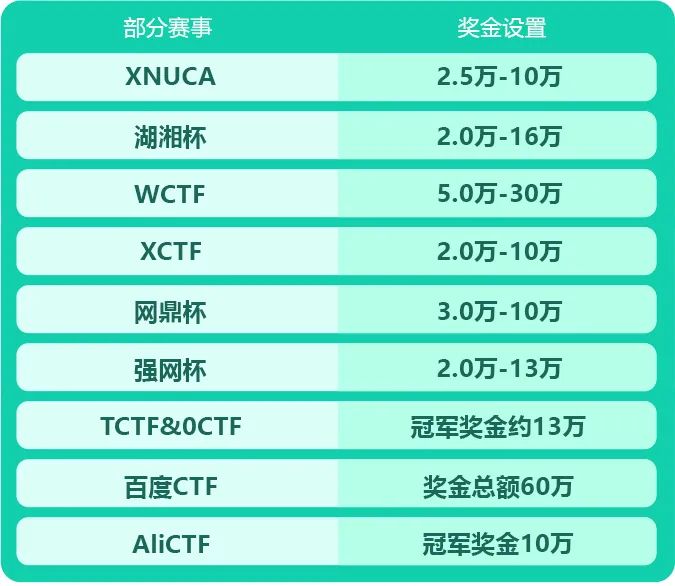 部分赛事 奖金设置
XNUCA 2.5万-10万
湖湘杯 2.0万-16万
WCTF 5.0万-30万
XCTF 2.0万-10万
网鼎杯 3.0万-10万
强网杯 2.0万-13万
TCTF&0CTF 冠军奖金约13万
百度CTF 奖金总额60万
AliCTF 冠军奖金10万